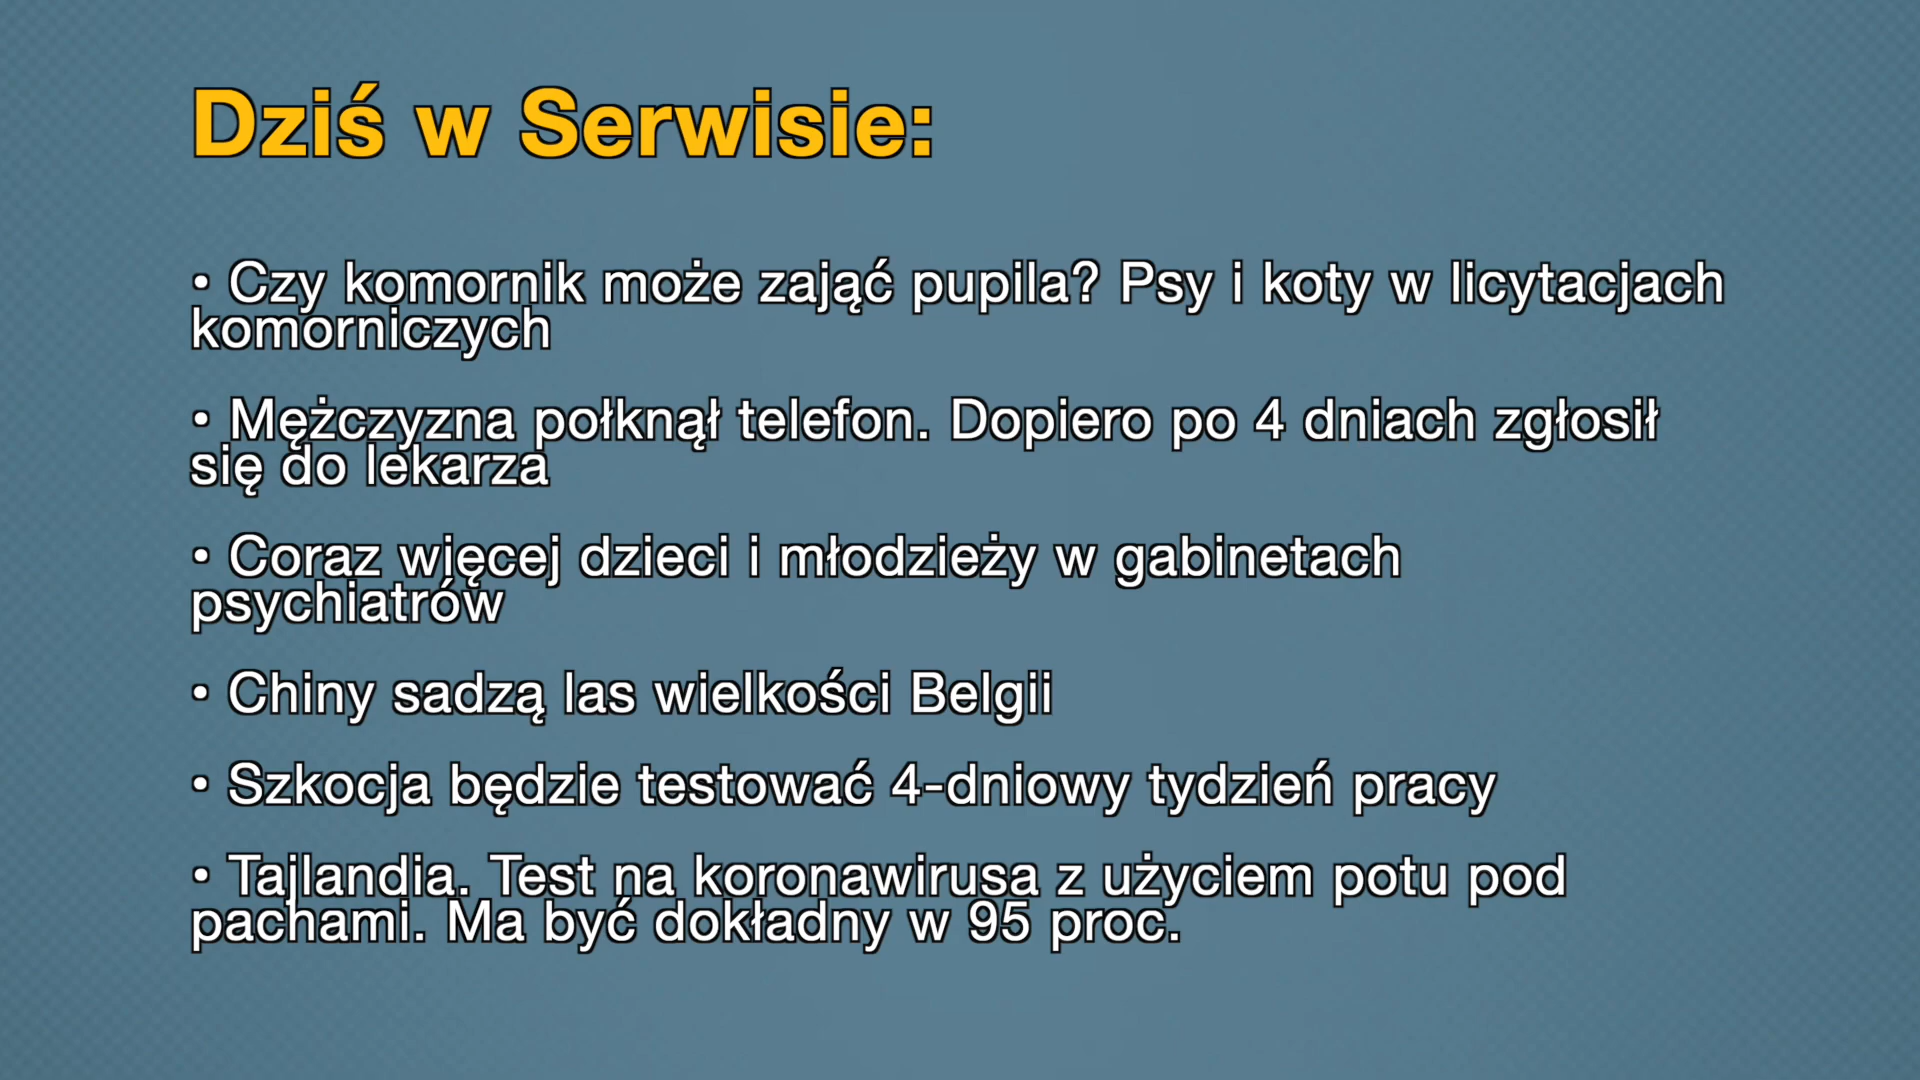 Dziś w Serwisie:
• Czy komornik może zająć pupila? Psy i koty w licytacjach
komorniczych
• Mężczyzna połknął telefon. Dopiero po 4 dniach zgłosił
się do lekarza
• Coraz więcej dzieci i młodzieży w gabinetach
psychiatrów
• Chiny sadzą las wielkości Belgii
• Szkocja będzie testować 4-dniowy tydzień pracy
• Tajlandia. Test na koronawirusa z użyciem potu pod
pachami. Ma być dokładny w 95 proc.